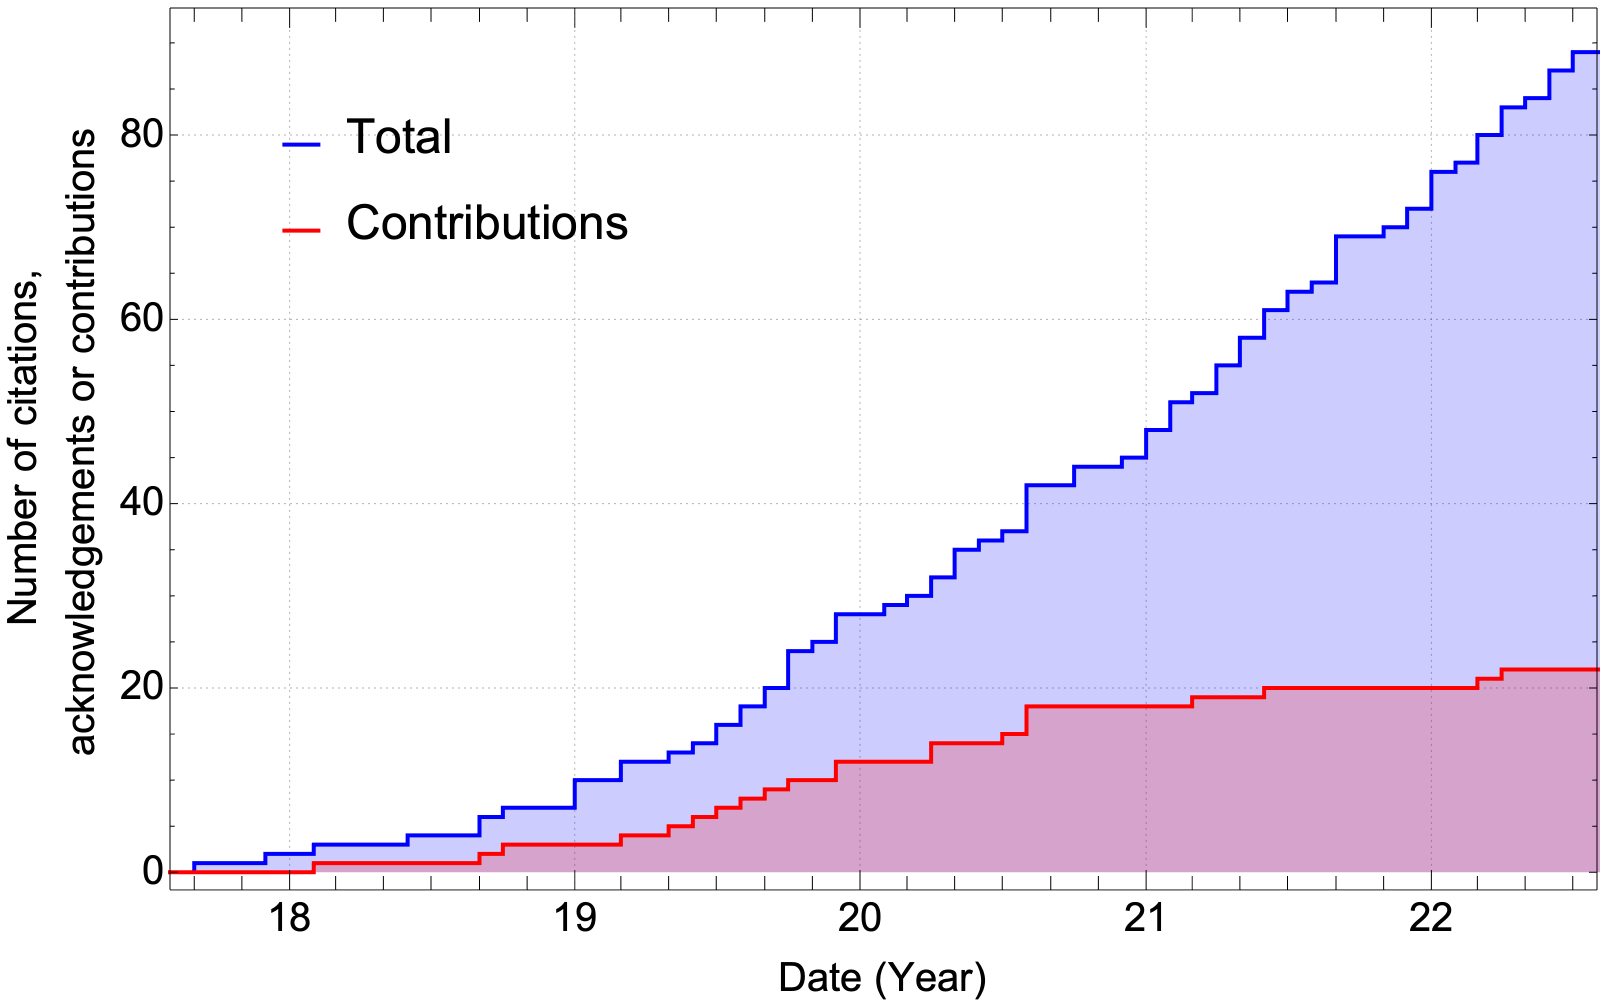 Number of citations,
acknowledgements or contributions
80
60
40
20
0
Total
Contributions
18 19 20 21 22
Date (Year)